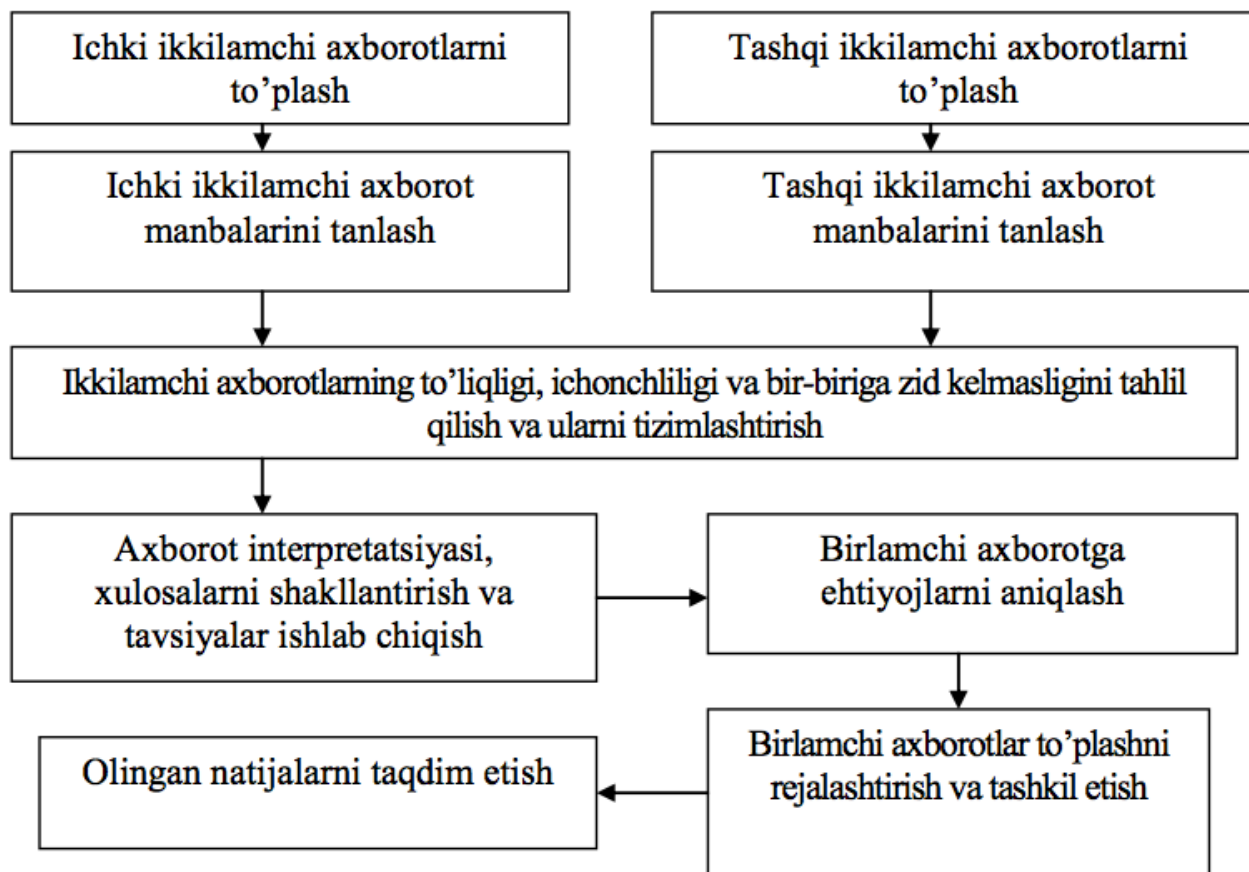 Ichki ikkilamchi axborotlarni
to’plash
Tashqi ikkilamchi axborotlarni
to’plash
Ichki ikkilamchi axborot
manbalarini tanlash
Tashqi ikkilamchi axborot
manbalarini tanlash
Ikkilamchi axborotlarning to’liqligi, ichonchliligi va bir-biriga zid kelmasligini tahlil
qilish va ularni tizimlashtirish
Axborot interpretatsiyasi,
xulosalarni shakllantirish va
tavsiyalar ishlab chiqish
Birlamchi axborotga
ehtiyojlarni aniqlash
Birlamchi axborotlar to’plashni
rejalashtirish va tashkil etish
Olingan natijalarni taqdim etish